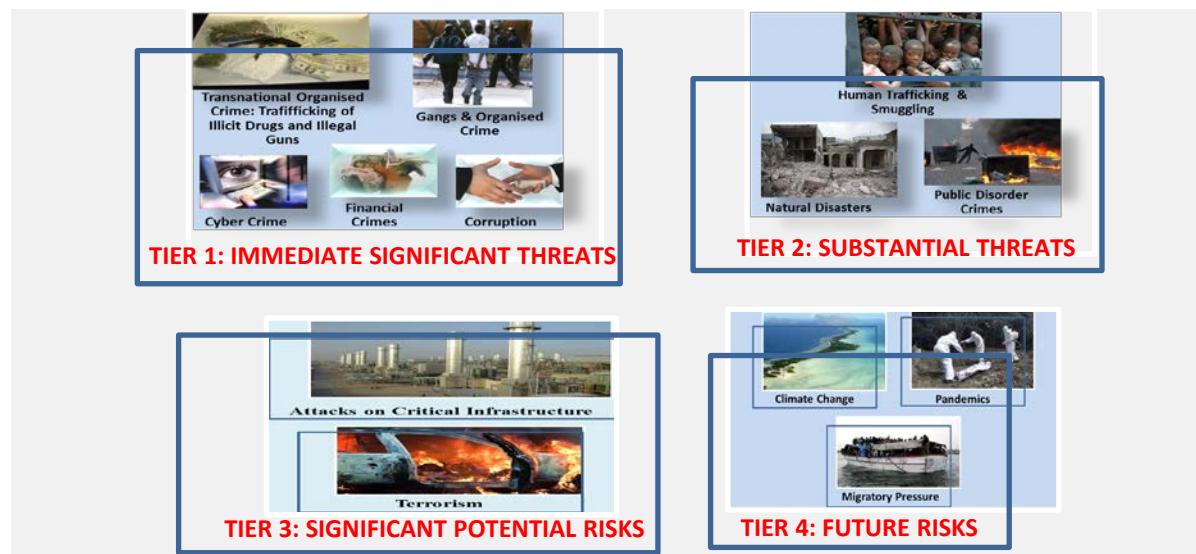 Transnational Organised
Crime: Trafifficking of
Illicit Drugs and Illegal
Guns
Gangs & Organised
Crime
Cyber Crime
Financial
Crimes
Corruption
TIER 1: IMMEDIATE SIGNIFICANT THREATS
Human Trafficking &
Smuggling
Natural Disasters
Public Disorder
Crimes
TIER 2: SUBSTANTIAL THREATS
Attacks on Critical Infrastructure
Terrorism
TIER 3: SIGNIFICANT POTENTIAL RISKS
Climate Change
Pandemics
Migratory Pressure
TIER 4: FUTURE RISKS